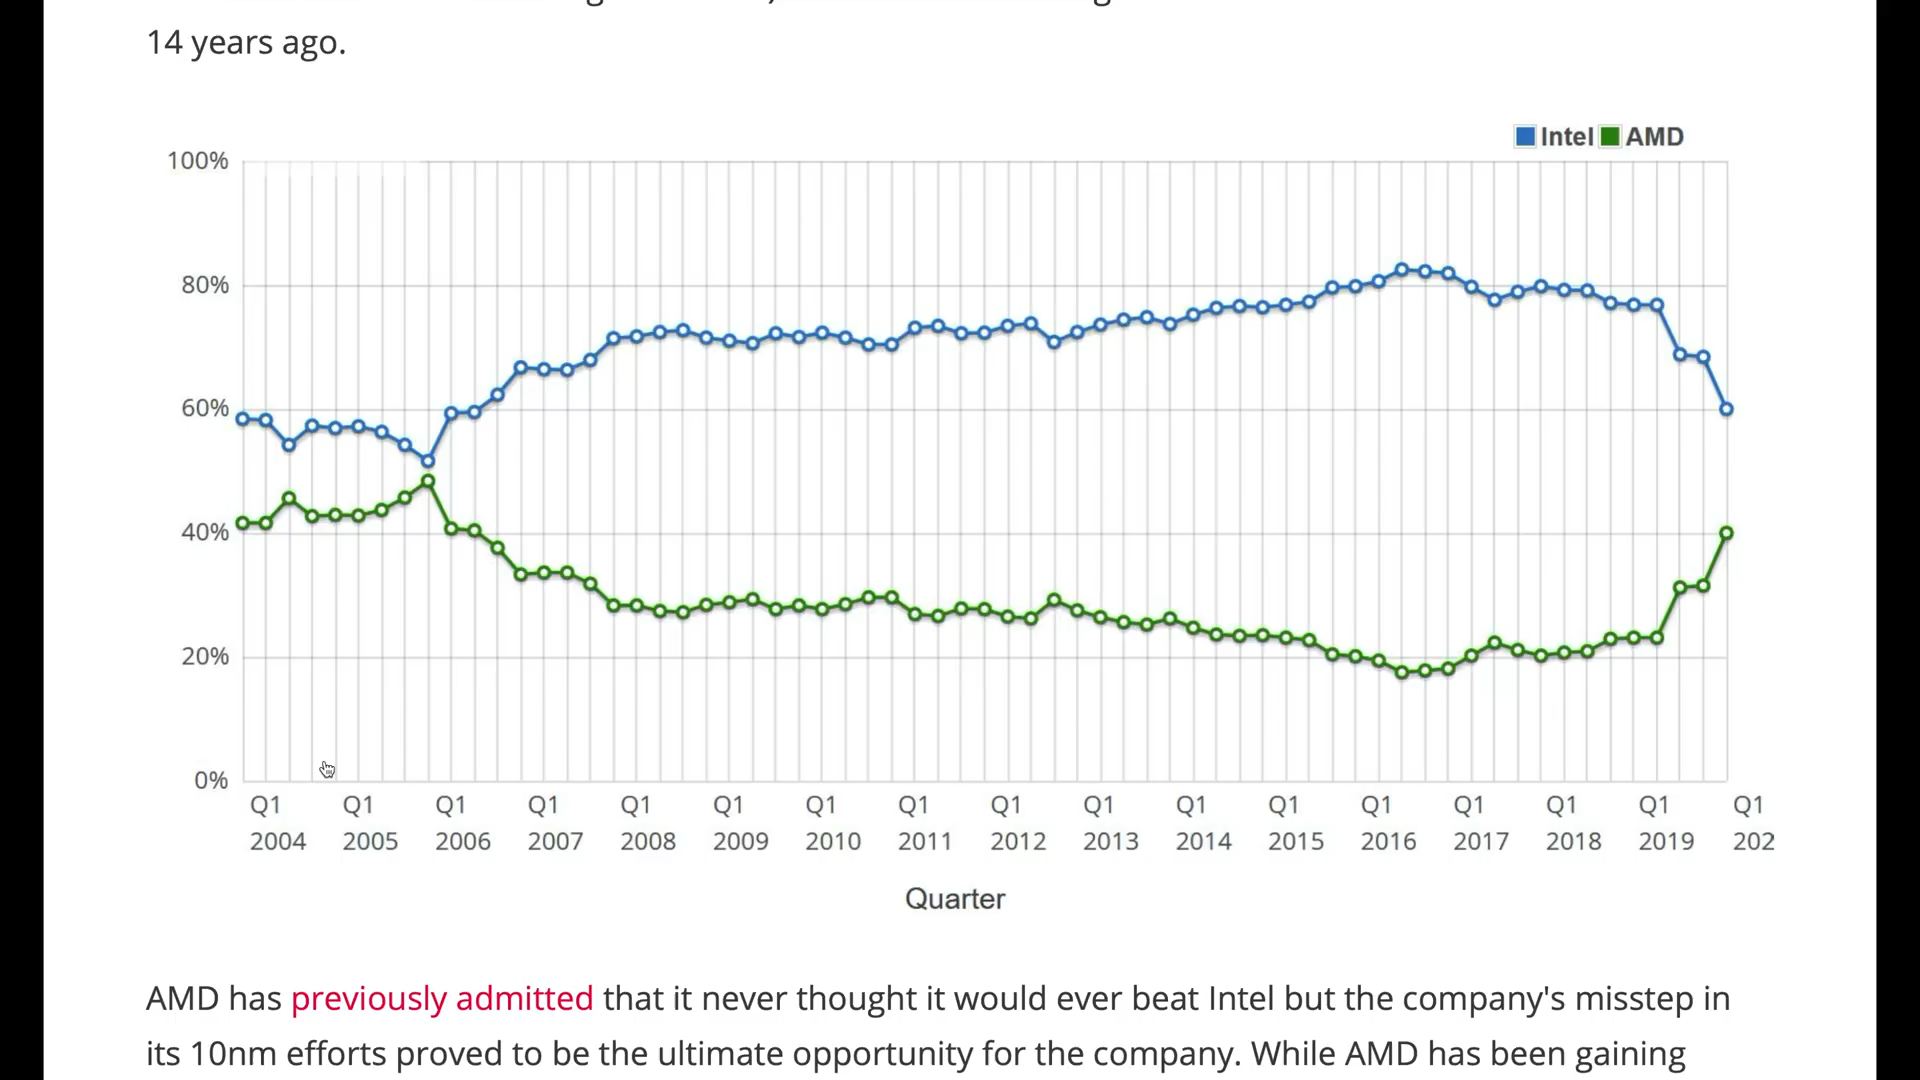 14 years ago.
Intel AMD
100%
80%
60%
40%
20%
0%
Q1 Q1 Q1 Q1 Q1 Q1 Q1 Q1 Q1 Q1 Q1 Q1 Q1 Q1 Q1 Q1 Q1
2004 2005 2006 2007 2008 2009 2010 2011 2012 2013 2014 2015 2016 2017 2018 2019 202
Quarter
AMD has previously admitted that it never thought it would ever beat Intel but the company's misstep in
its 10nm efforts proved to be the ultimate opportunity for the company. While AMD has been gaining